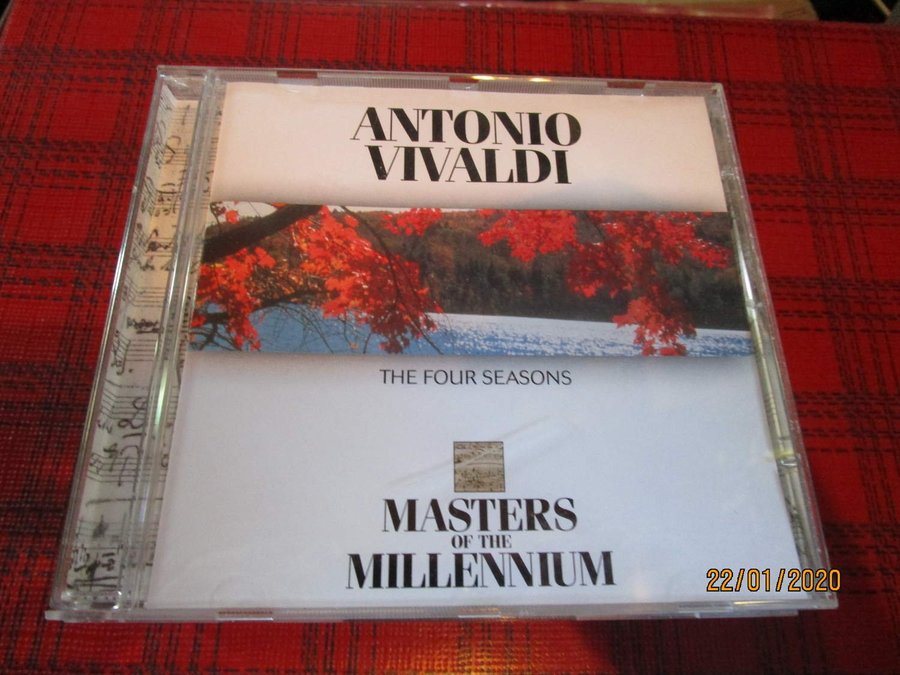 ANTONIO
VIVALDI
THE FOUR SEASONS
MASTERS
OF THE
MILLENNIUM
22/01/2020